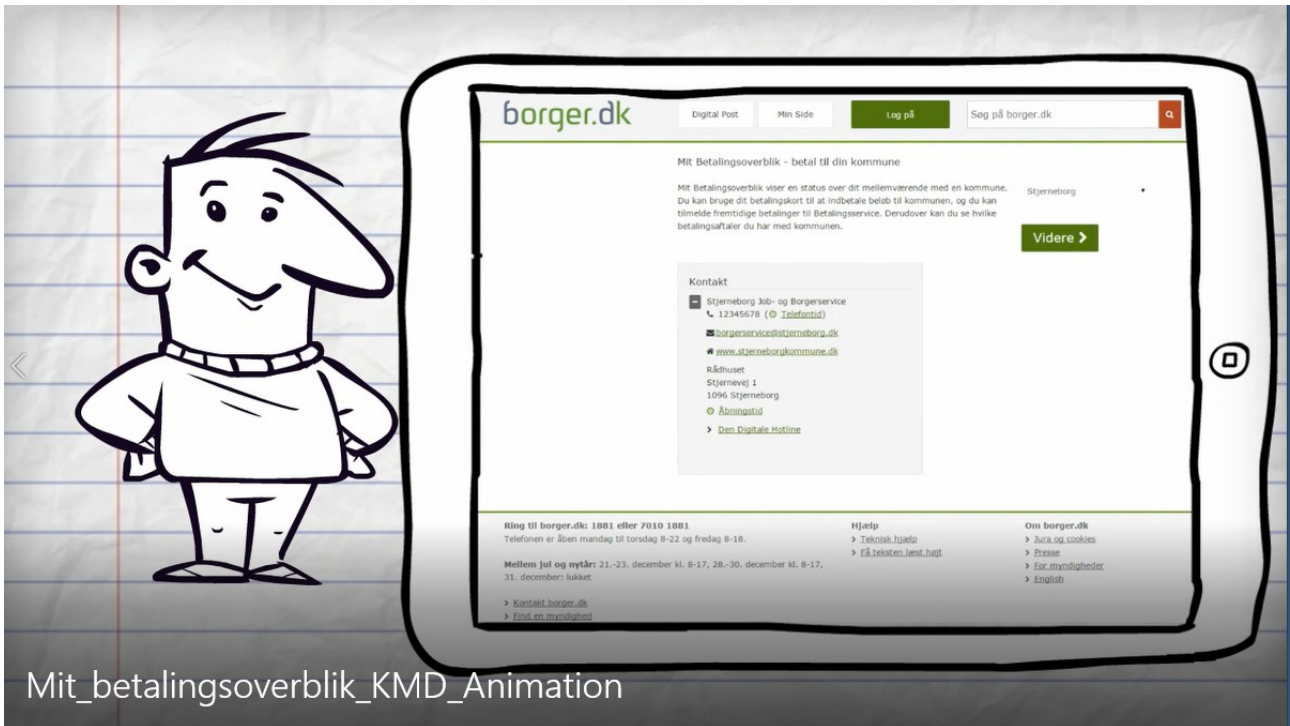 borger.dk
Digital Post
Min Side
Log på
Søg på borger.dk
Mit Betalingsoverblik - betal til din kommune
Mit Betalingsoverblik viser en status over dit mellemværende med en kommune.
Du kan bruge dit betalingskort til at indbetale beløb til kommunen, og du kan
tilmelde fremtidige betalinger til Betalingsservice. Derudover kan du se hvilke
betalingsaftaler du har med kommunen.
Stjerneborg
Videre
Kontakt
Stjerneborg Job- og Borgerservice
12345678 (Telefontid)
borgerservice@stjerneborg.dk
www.stjerneborgkommune.dk
Rådhuset
Stjernevej 1
1096 Stjerneborg
Åbningstid
Den Digitale Hotline
Ring til borger.dk: 1881 eller 7010 1881
Telefonen er åben mandag til torsdag 8-22 og fredag 8-18.
Mellem jul og nytår: 21.-23. december kl. 8-17, 28.-30. december kl. 8-17,
31. december: lukket
Kontakt borger.dk
Find en myndighed
Hjælp
Teknisk hjælp
Få teksten læst højt
Om borger.dk
Jura og cookies
Presse
For myndigheder
English
Mit_betalingsoverblik_KMD_Animation